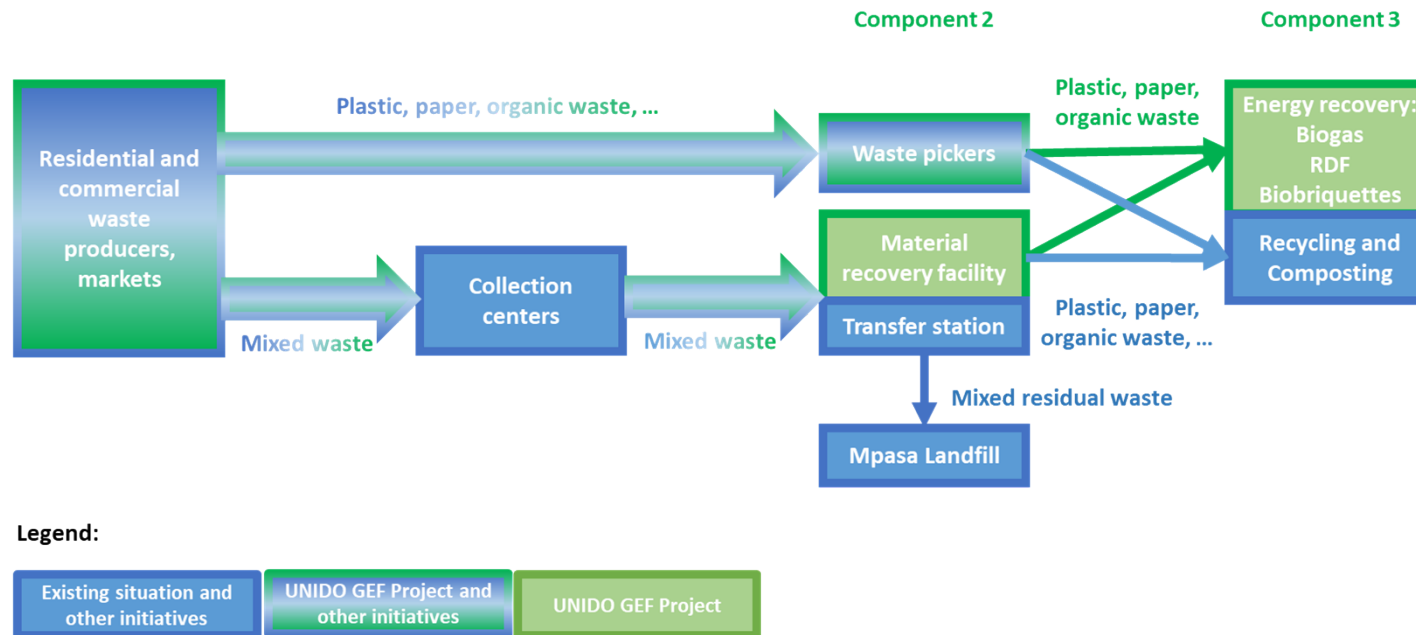 Component 2
Component 3
Residential and
commercial
waste
producers,
markets
Plastic, paper, organic waste, ...
Waste pickers
Plastic, paper,
organic waste
Energy recovery:
Biogas
RDF
Biobriquettes
Mixed waste
Collection
centers
Mixed waste
Material
recovery facility
Transfer station
Recycling and
Composting
Plastic, paper,
organic waste, ...
Mixed residual waste
Mpasa Landfill
Legend:
Existing situation and
other initiatives
UNIDO GEF Project and
other initiatives
UNIDO GEF Project